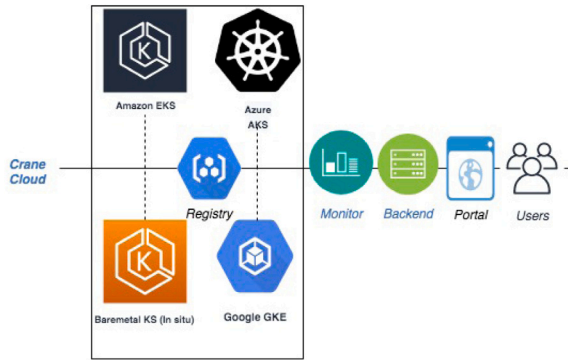 Amazon EKS
Azure
AKS
Crane
Cloud
Registry
Monitor
Backend
Portal
Users
Baremetal KS (In situ)
Google GKE
K
K